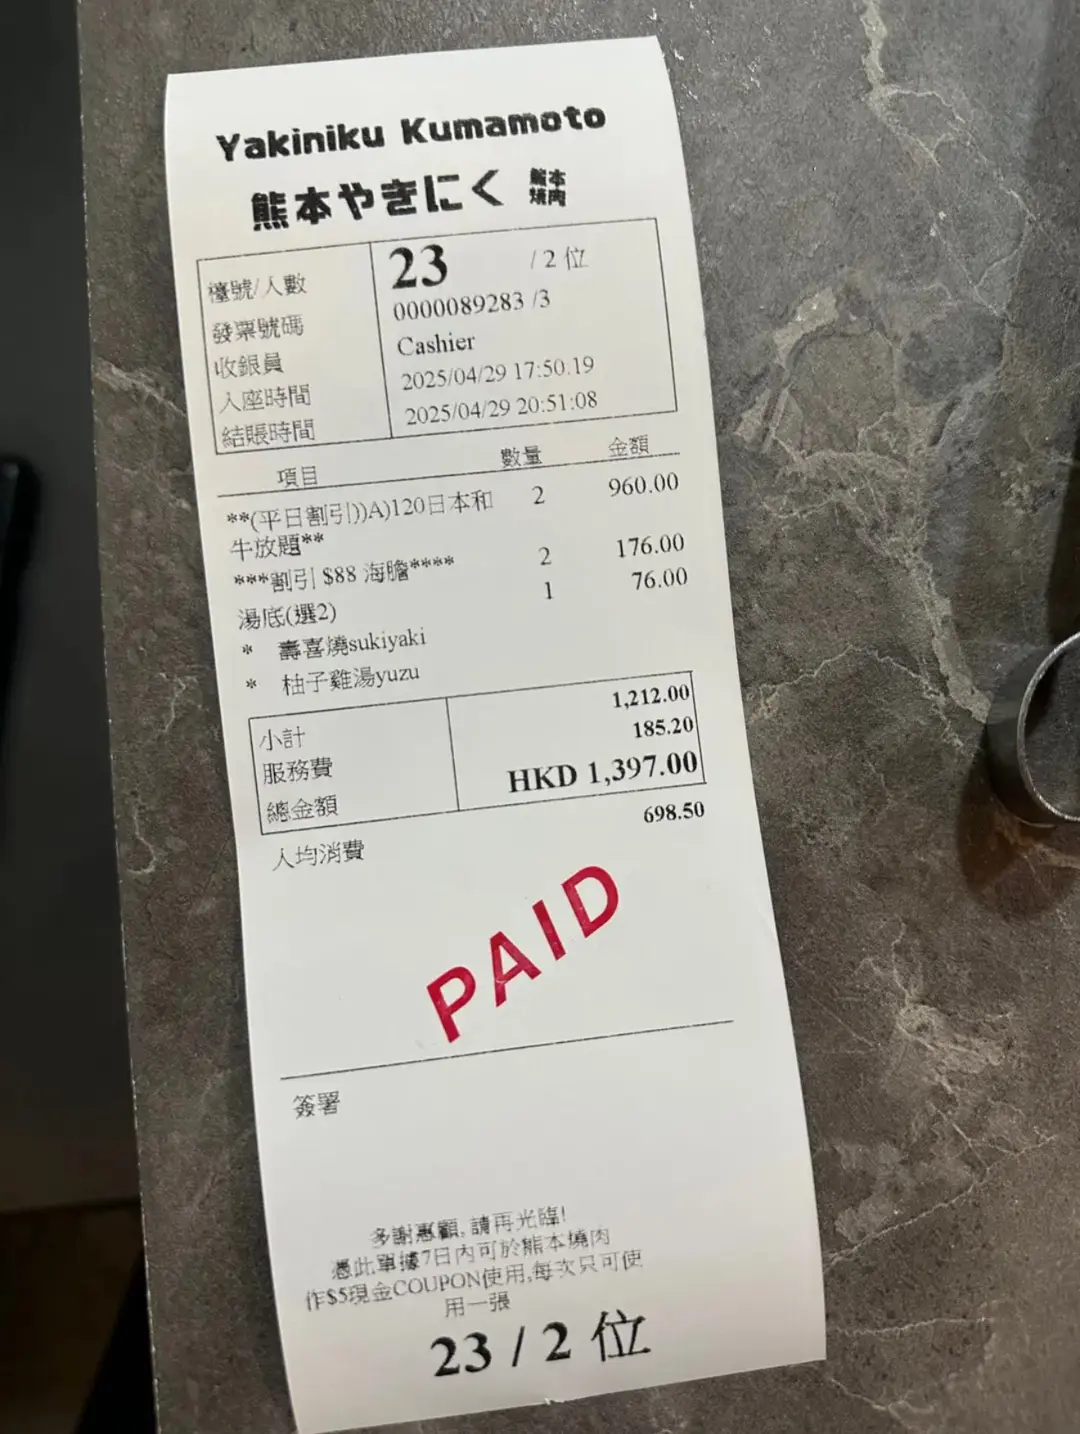 Yakiniku Kumamoto
熊本やきにく 熊本燒肉
檯號/人數 23 / 2 位
發票號碼 0000089283 /3
收銀員 Cashier
入座時間 2025/04/29 17:50:19
結賬時間 2025/04/29 20:51:08
項目 數量 金額
**(平日割引))A)120日本和 2 960.00
牛放題**
***割引 $88 海膽**** 2 176.00
湯底(選2) 1 76.00
* 壽喜燒sukiyaki
* 柚子雞湯yuzu
小計 1,212.00
服務費 185.20
總金額 HKD 1,397.00
人均消費 698.50
PAID
簽署
多謝惠顧, 請再光臨!
憑此單據7日內可於熊本燒肉
作$5現金COUPON使用,每次只可使
用一張
23 / 2 位